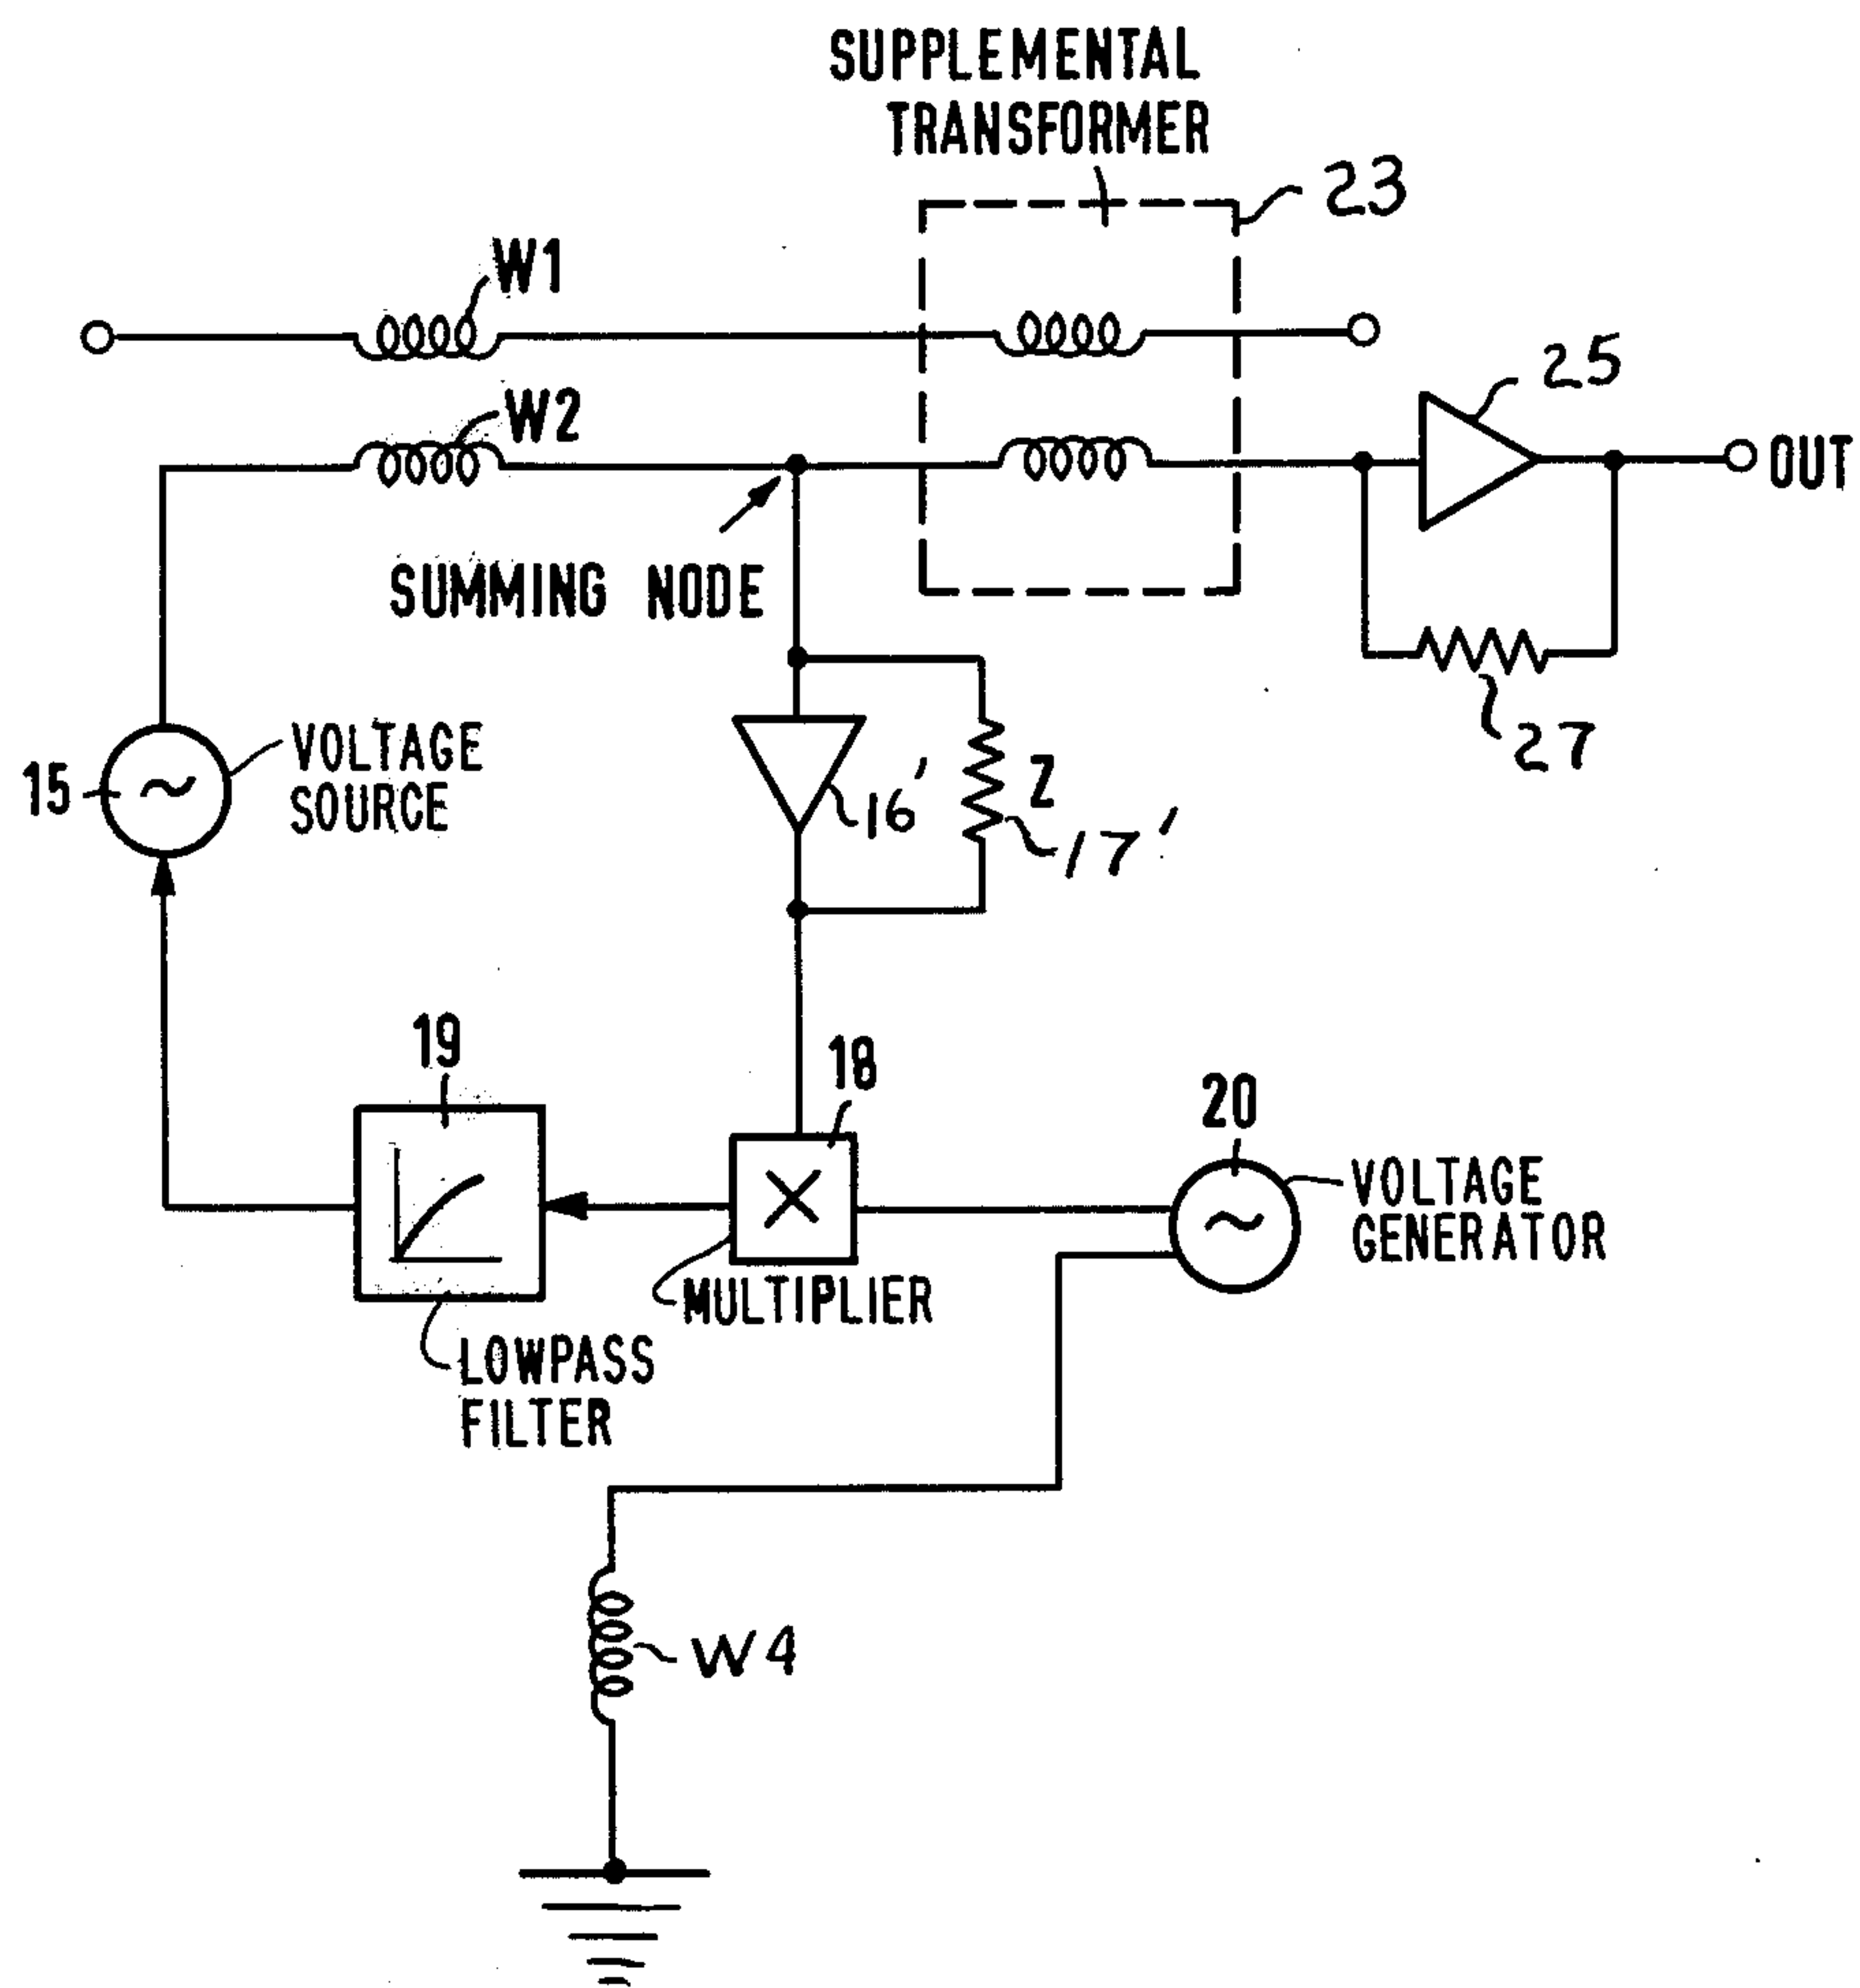 SUPPLEMENTAL
TRANSFORMER
23
W1
25
W2
OUT
SUMMING NODE
27
15
VOLTAGE
SOURCE
16'
Z
17'
19
18
20
VOLTAGE
GENERATOR
MULTIPLIER
LOWPASS
FILTER
W4